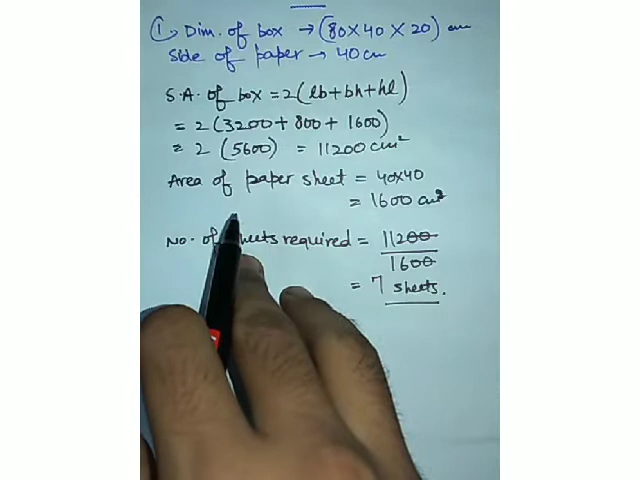 1. Dim. of box → (80 × 40 × 20) cm
Side of paper → 40 cm
S.A. of box = 2(lb+bh+hl)
= 2(3200+800+1600)
= 2 (5600) = 11200 cm²
Area of paper sheet = 40×40
= 1600 cm²
No. of sheets required = 11200
1600
= 7 sheets.